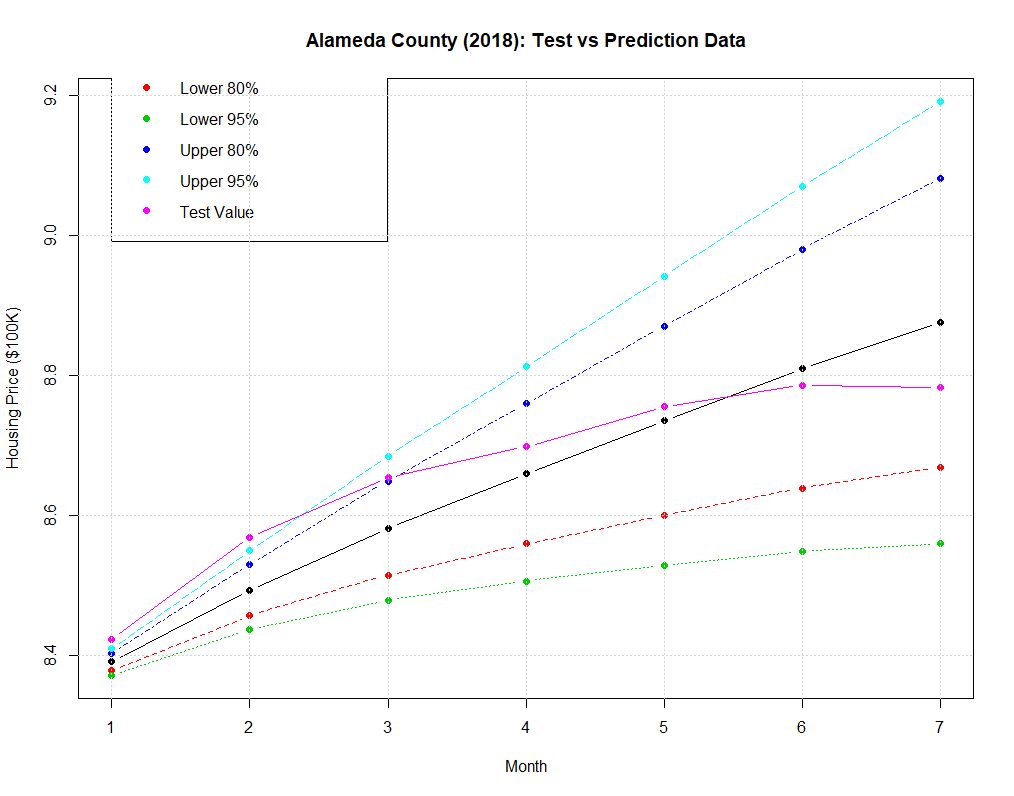 Alameda County (2018): Test vs Prediction Data
Lower 80%
Lower 95%
Upper 80%
Upper 95%
Test Value
Housing Price ($100K)
9.2
9.0
8.8
8.6
8.4
1 2 3 4 5 6 7
Month